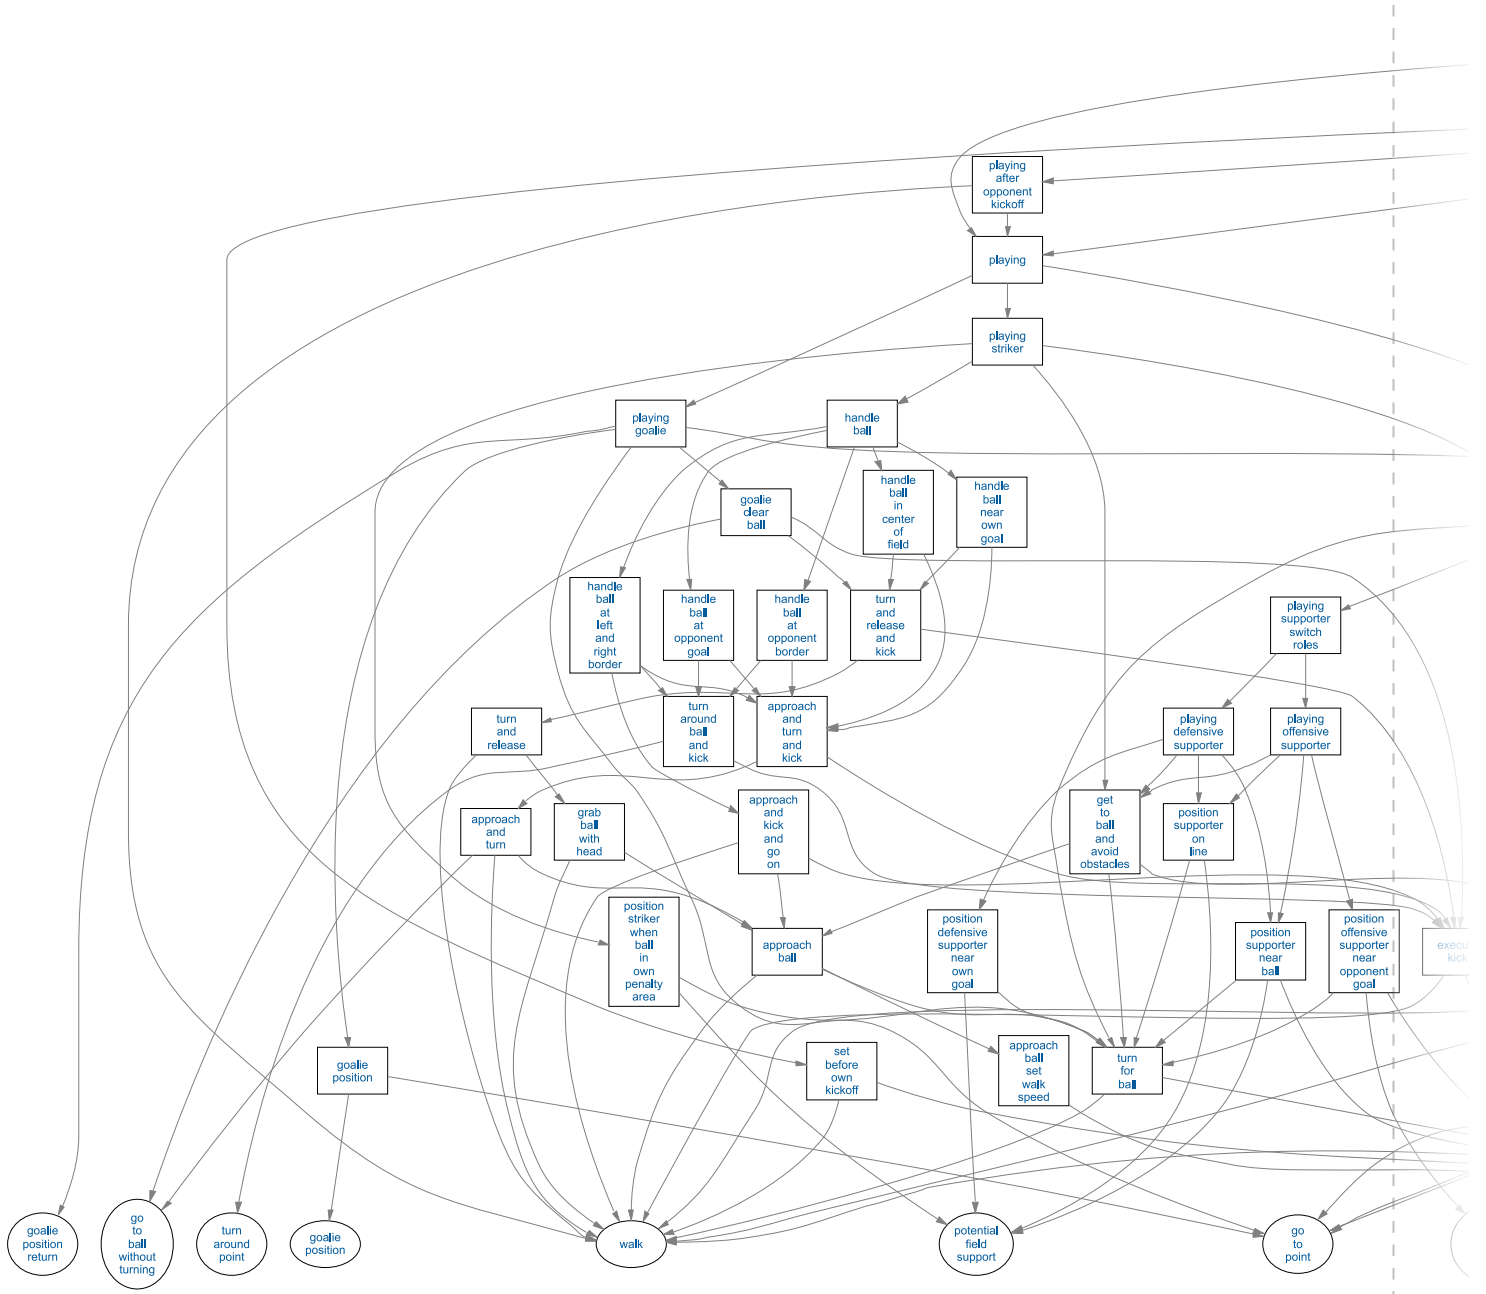 playing
after
opponent
kickoff
playing
playing
striker
playing
goalie
handle
ball
handle
ball
in
center
of
field
handle
ball
near
own
goal
goalie
clear
ball
handle
ball
at
left
and
right
border
handle
ball
at
opponent
goal
handle
ball
at
opponent
border
turn
and
release
and
kick
playing
supporter
switch
roles
turn
and
release
turn
around
ball
and
kick
approach
and
turn
and
kick
playing
defensive
supporter
playing
offensive
supporter
approach
and
turn
grab
ball
with
head
approach
and
kick
and
go
on
get
to
ball
and
avoid
obstacles
position
supporter
on
line
position
striker
when
ball
in
own
penalty
area
approach
ball
position
defensive
supporter
near
own
goal
position
supporter
near
ball
position
offensive
supporter
near
opponent
goal
kick
goalie
position
set
before
own
kickoff
approach
ball
set
walk
speed
turn
for
ball
goalie
position
return
go
to
ball
without
turning
turn
around
point
goalie
position
walk
potential
field
support
go
to
point